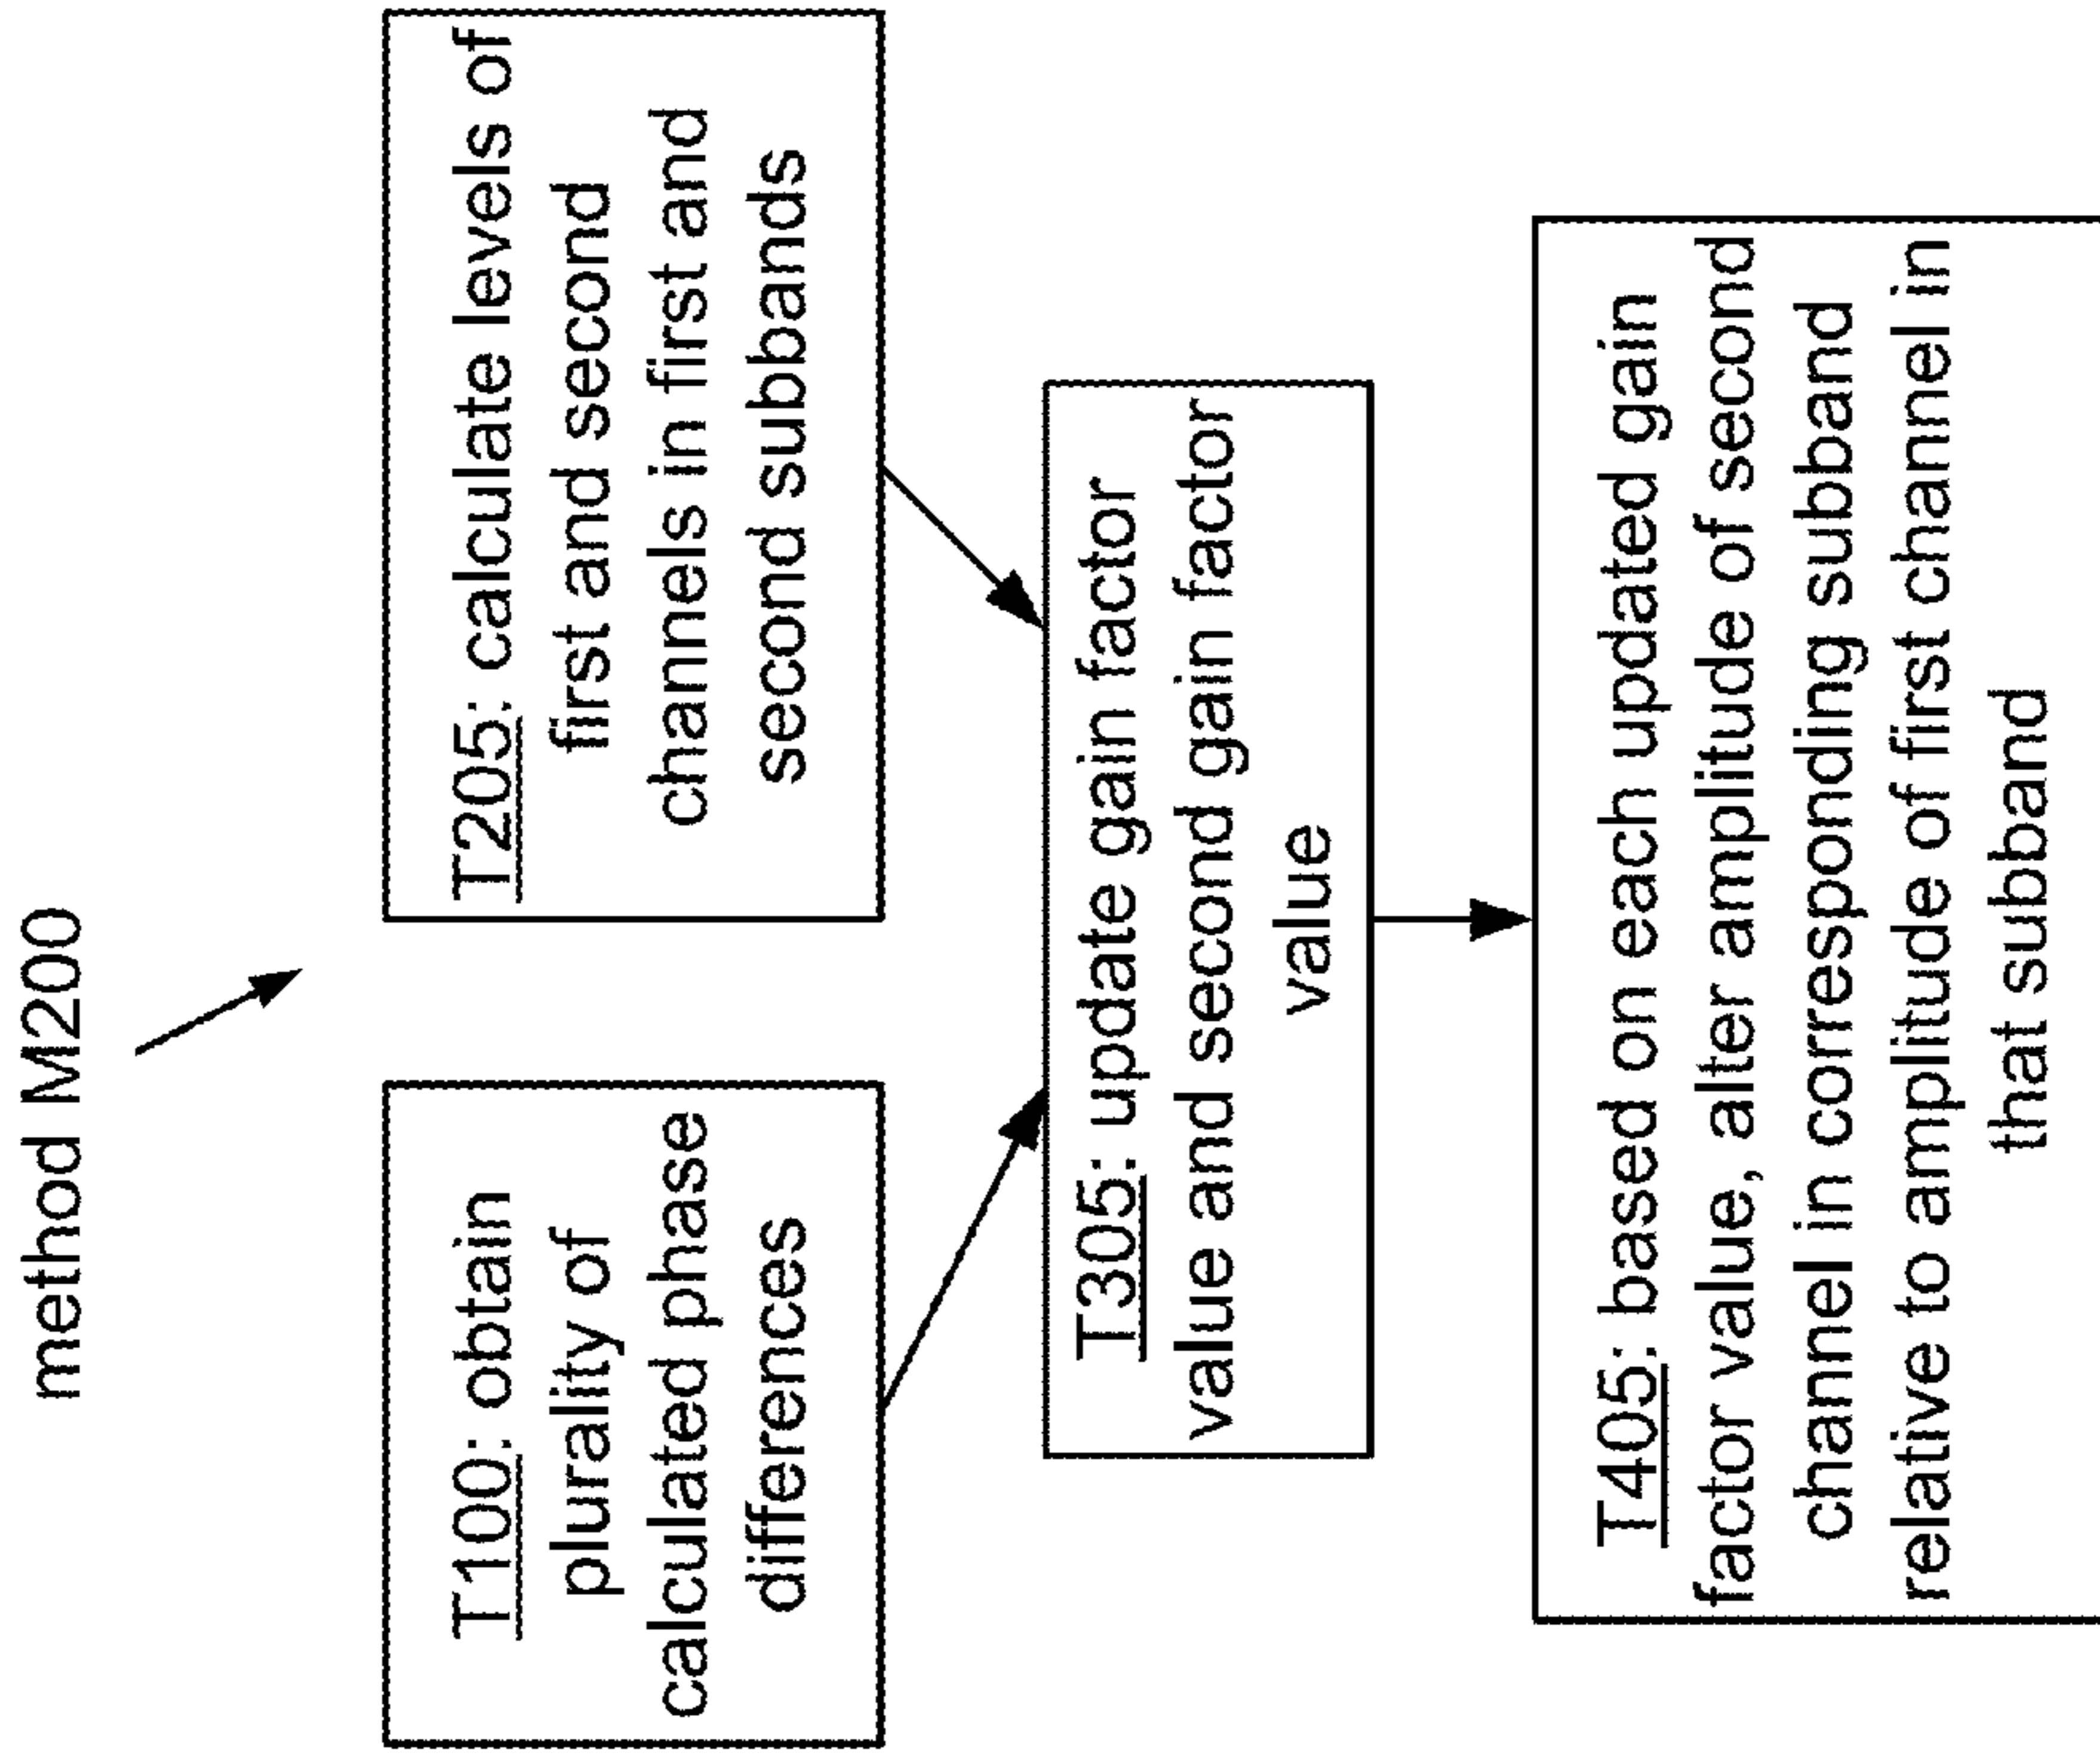 method M200
T100: obtain
plurality of
calculated phase
differences
T205: calculate levels of
first and second
channels in first and
second subbands
T305: update gain factor
value and second gain factor
value
T405: based on each updated gain
factor value, alter amplitude of second
channel in corresponding subband
relative to amplitude of first channel in
that subband